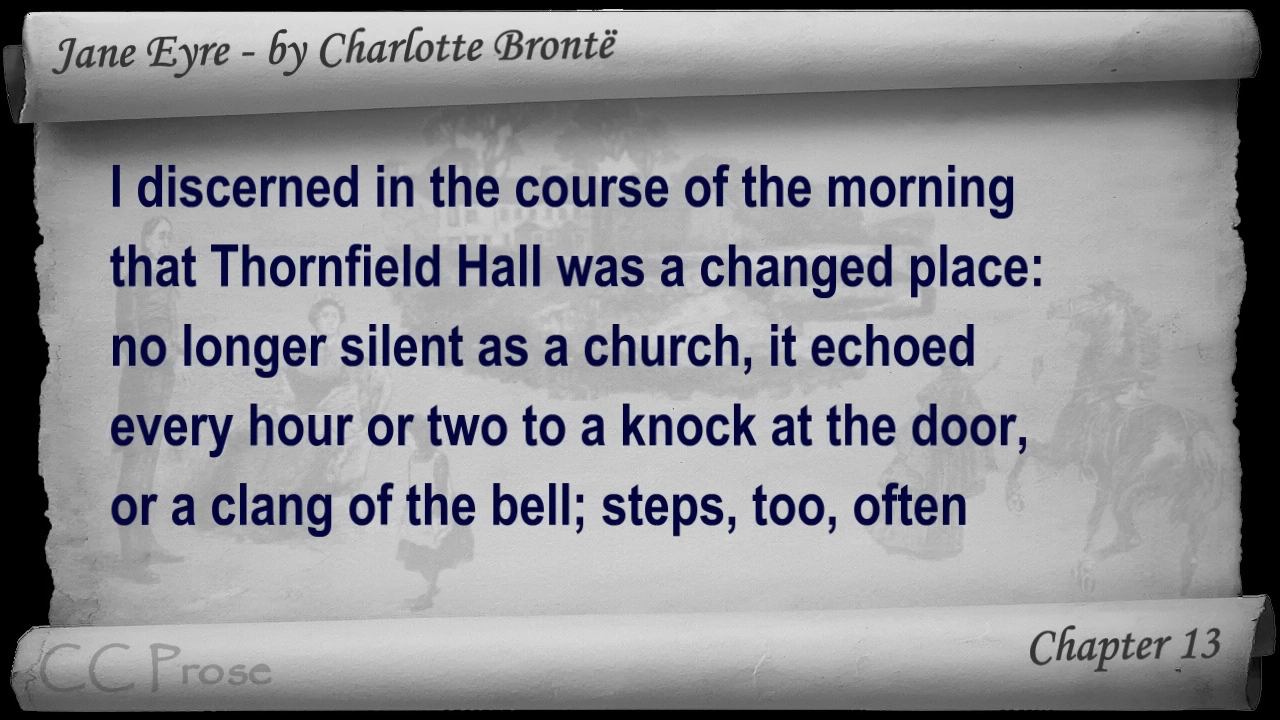 Jane Eyre - by Charlotte Brontë
I discerned in the course of the morning
that Thornfield Hall was a changed place:
no longer silent as a church, it echoed
every hour or two to a knock at the door,
or a clang of the bell; steps, too, often
CC Prose
Chapter 13